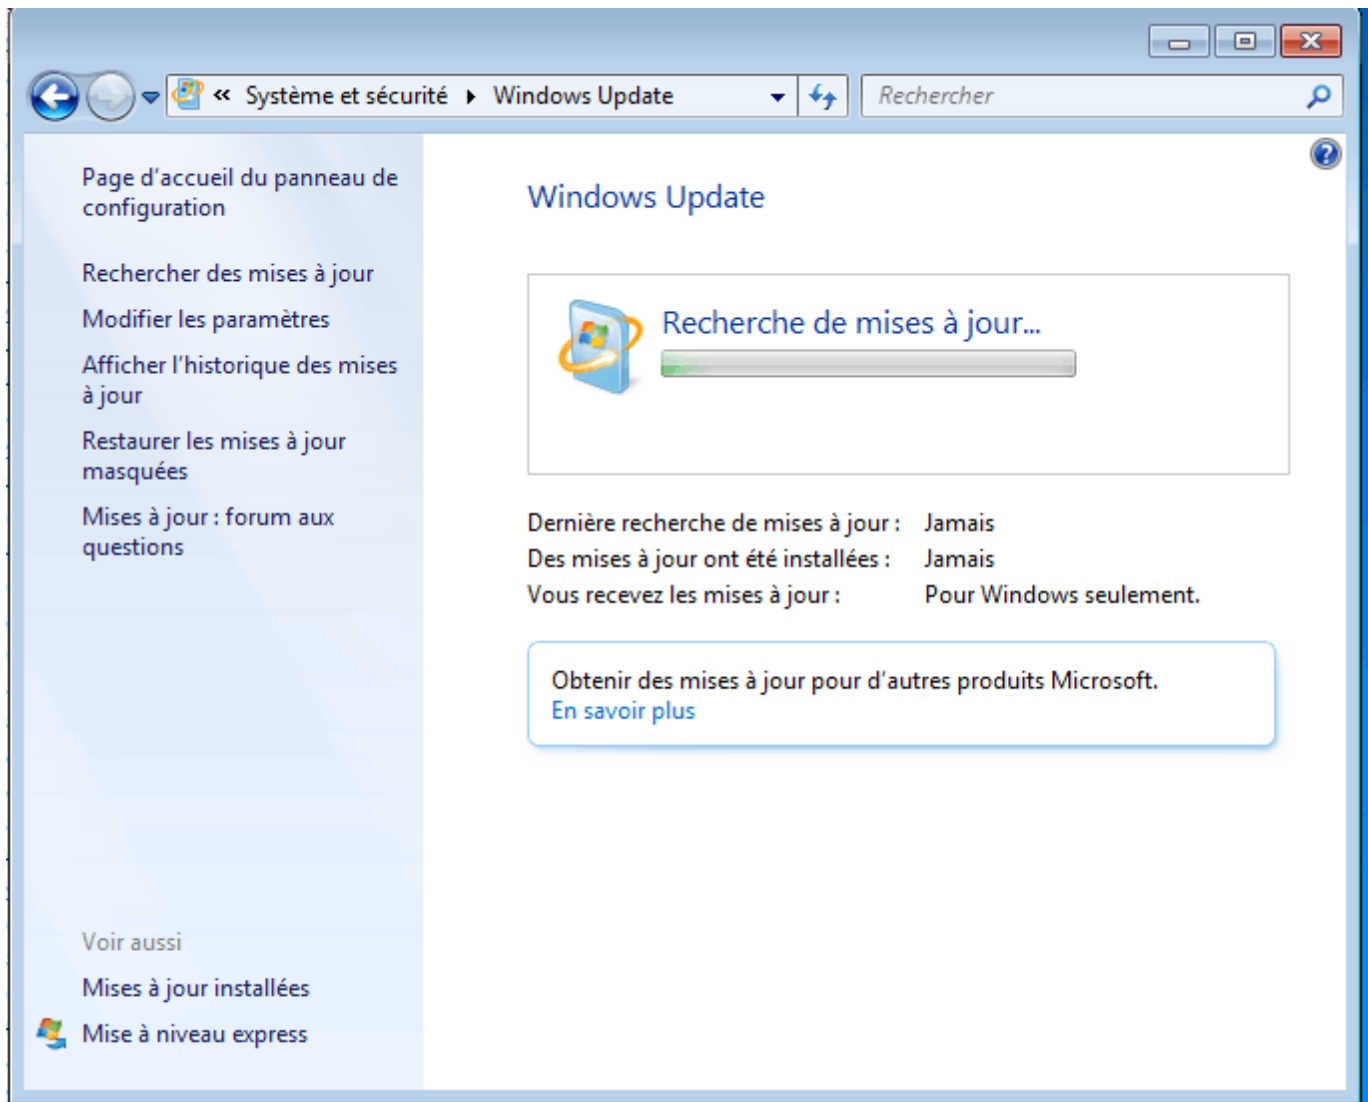 « Système et sécurité ▸ Windows Update
Rechercher
Page d'accueil du panneau de
configuration
Rechercher des mises à jour
Modifier les paramètres
Afficher l'historique des mises
à jour
Restaurer les mises à jour
masquées
Mises à jour : forum aux
questions
Voir aussi
Mises à jour installées
Mise à niveau express
Windows Update
Recherche de mises à jour...
Dernière recherche de mises à jour : Jamais
Des mises à jour ont été installées : Jamais
Vous recevez les mises à jour : Pour Windows seulement.
Obtenir des mises à jour pour d'autres produits Microsoft.
En savoir plus